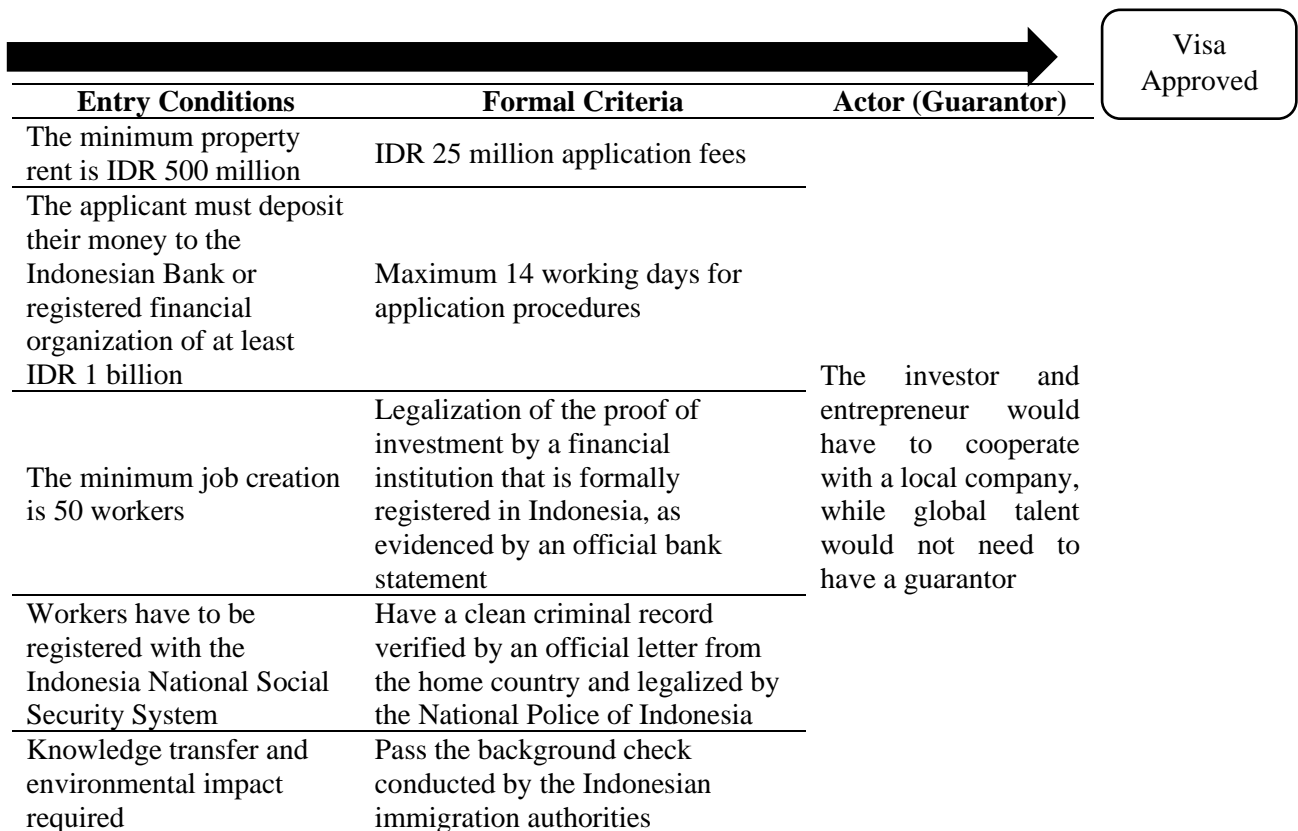 Visa
Approved
Entry Conditions
Formal Criteria
Actor (Guarantor)
The minimum property
rent is IDR 500 million
IDR 25 million application fees
The applicant must deposit
their money to the
Indonesian Bank or
registered financial
organization of at least
IDR 1 billion
Maximum 14 working days for
application procedures
The minimum job creation
is 50 workers
Legalization of the proof of
investment by a financial
institution that is formally
registered in Indonesia, as
evidenced by an official bank
statement
Workers have to be
registered with the
Indonesia National Social
Security System
Have a clean criminal record
verified by an official letter from
the home country and legalized by
the National Police of Indonesia
Knowledge transfer and
environmental impact
required
Pass the background check
conducted by the Indonesian
immigration authorities
The investor and
entrepreneur would
have to cooperate
with a local company,
while global talent
would not need to
have a guarantor